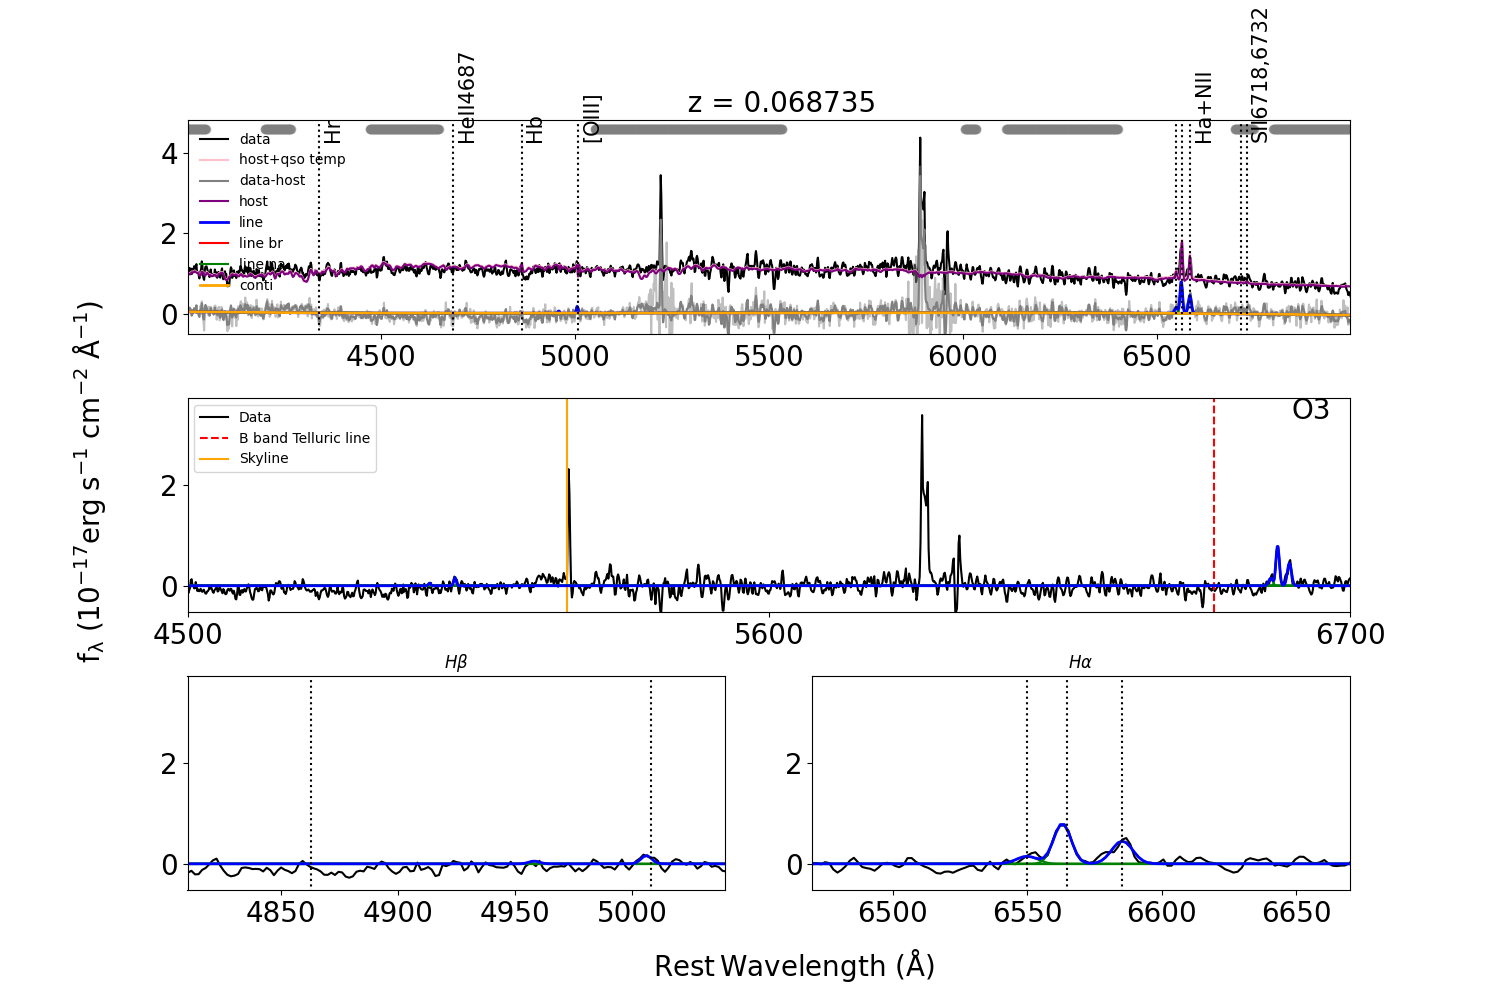 z = 0.068735
Hr
HeII4687
Hb
[OIII]
Ha+NII
SII6718,6732
data
host+qso temp
data-host
host
line
line br
line na
conti
4
2
0
4500 5000 5500 6000 6500
fλ (10⁻¹⁷erg s⁻¹ cm⁻² Å⁻¹)
O3
Data
B band Telluric line
Skyline
2
0
4500 5600 6700
Hβ
2
0
4850 4900 4950 5000
Hα
2
0
6500 6550 6600 6650
Rest Wavelength (Å)